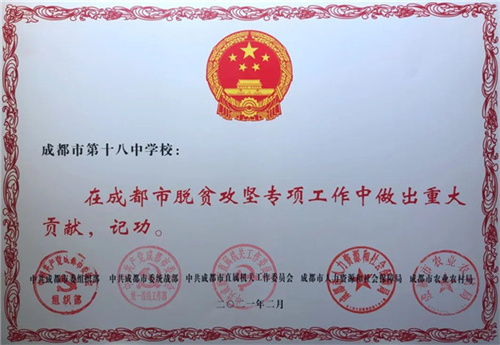 成都市第十八中学校：
在成都市脱贫攻坚专项工作中做出重大
贡献，记功。
中共成都市委组织部 中共成都市委统战部 中共成都市直属机关工作委员会 成都市人力资源和社会保障局 成都市农业农村局
组织部
二〇二一年二月